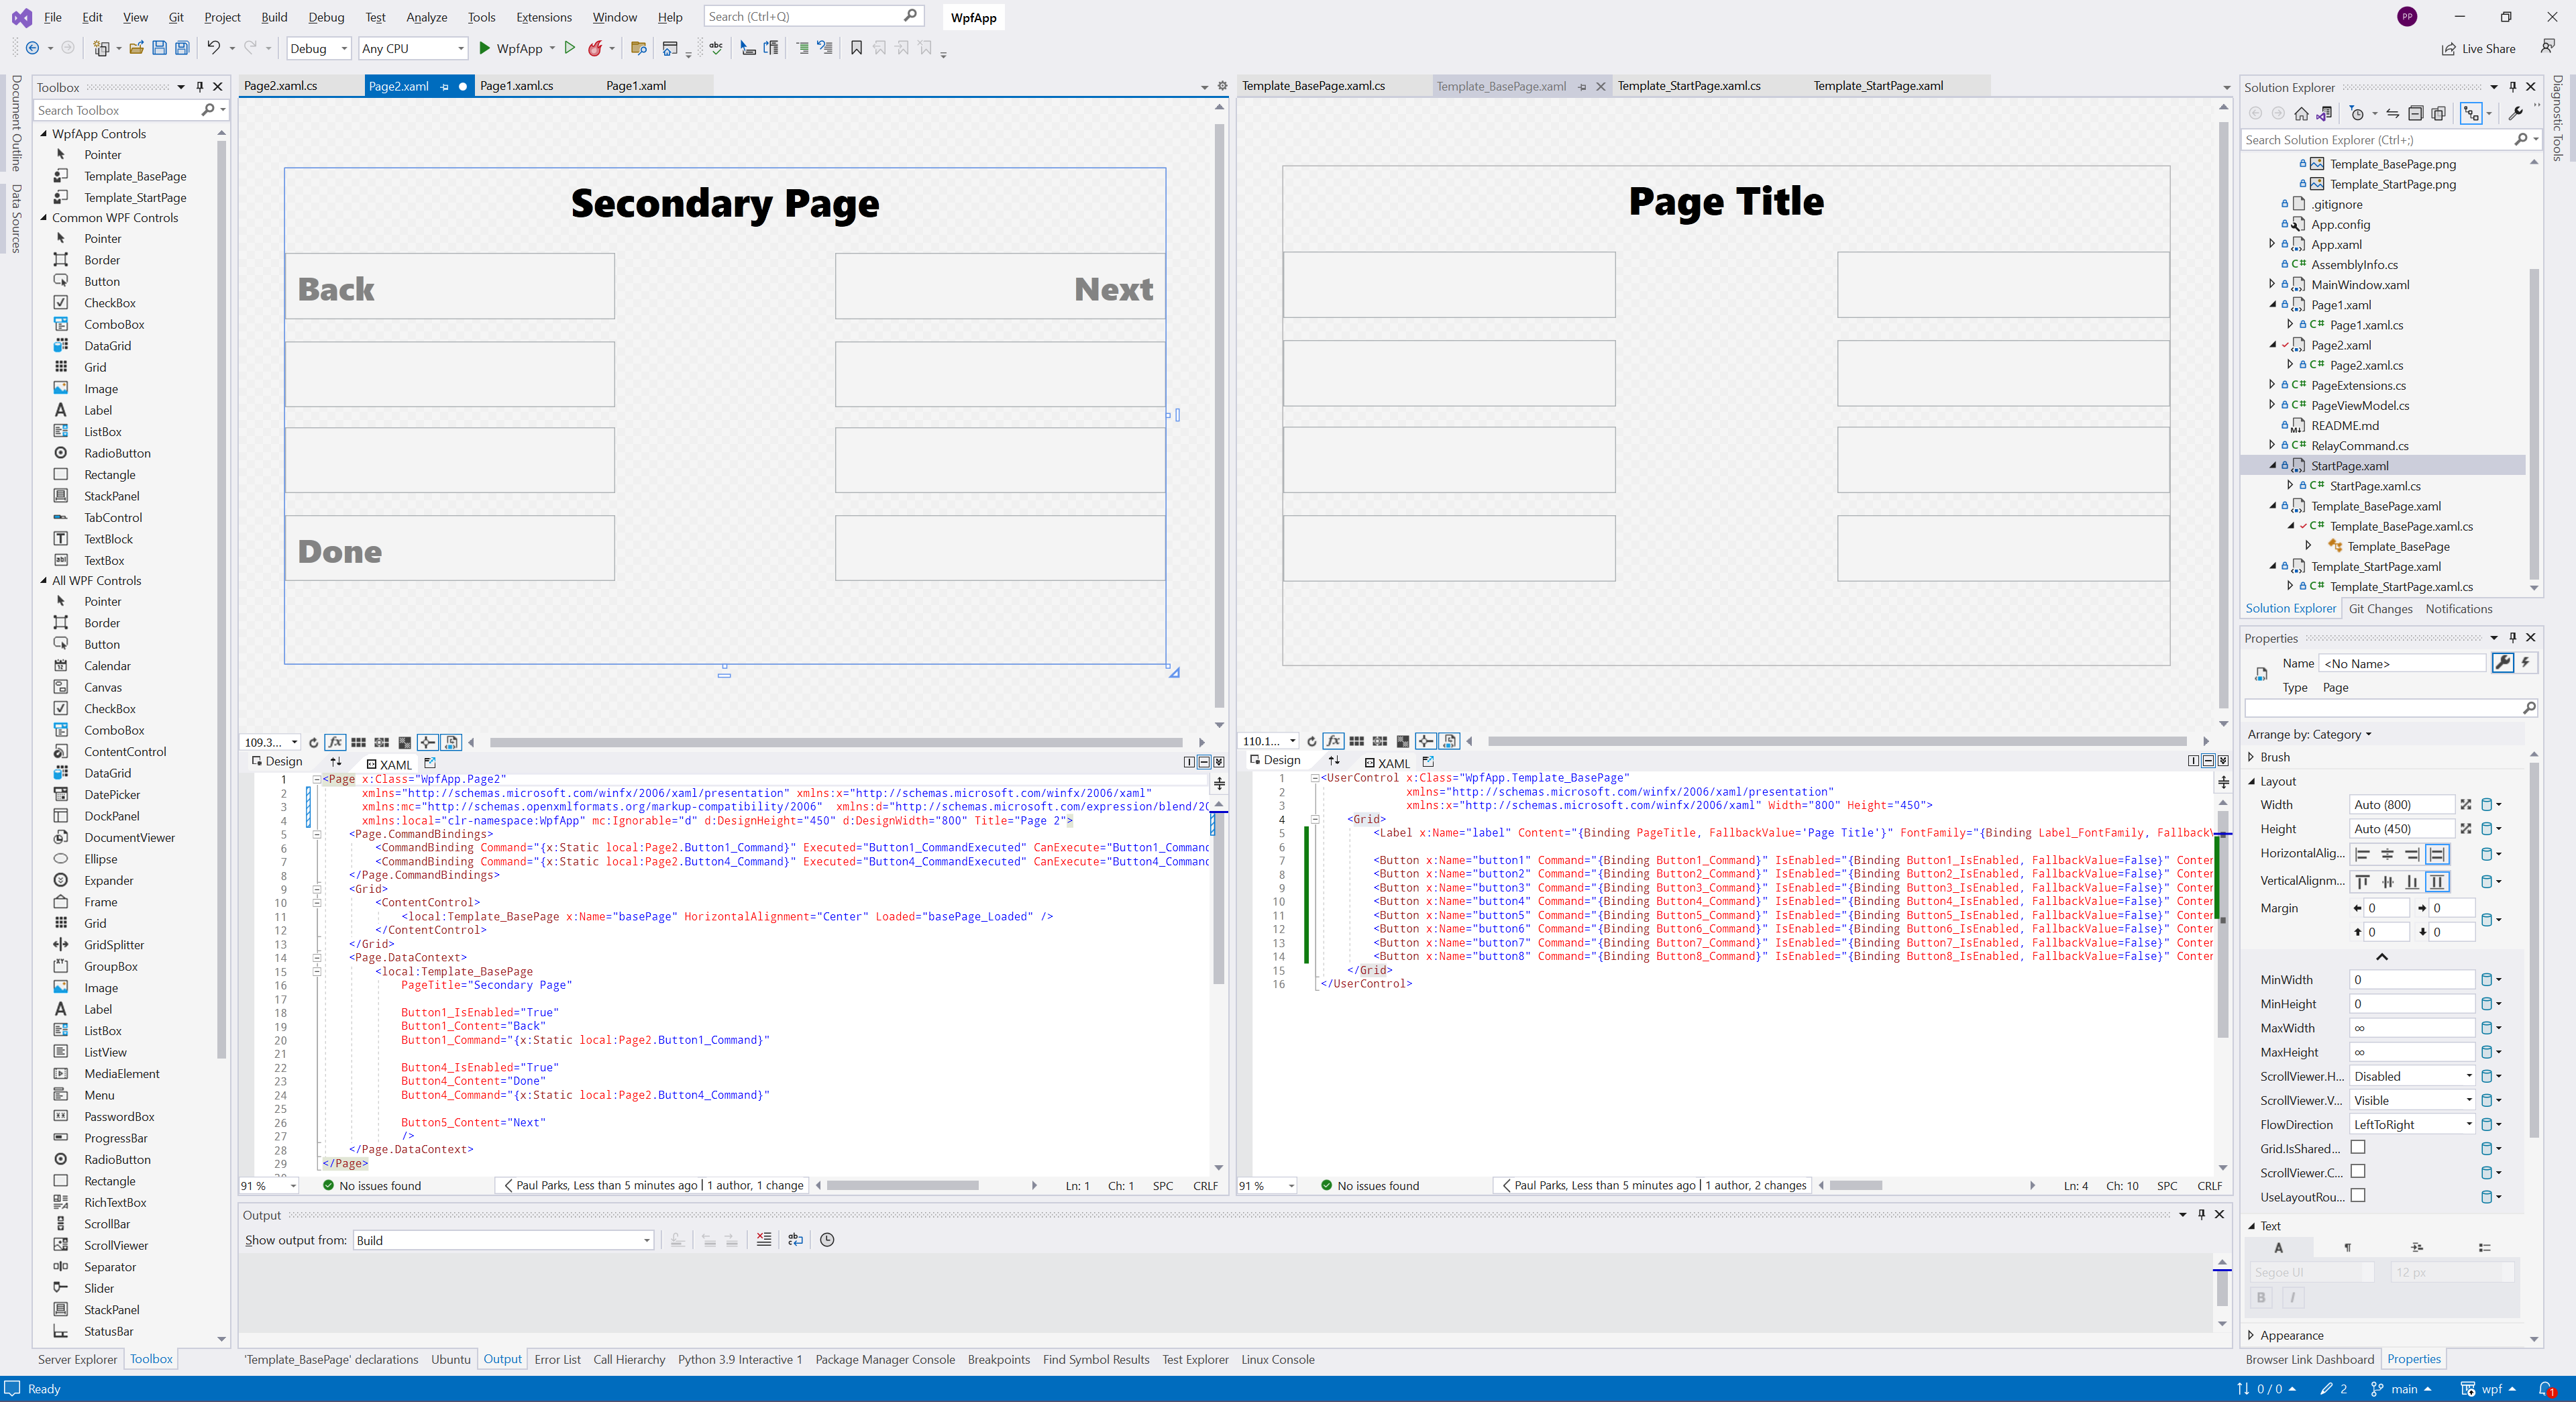 File Edit View Git Project Build Debug Test Analyze Tools Extensions Window Help Search (Ctrl+Q) WpfApp PP
Debug Any CPU WpfApp Live Share
Document Outline
Data Sources
Toolbox
Search Toolbox
WpfApp Controls
Pointer
Template_BasePage
Template_StartPage
Common WPF Controls
Pointer
Border
Button
CheckBox
ComboBox
DataGrid
Grid
Image
Label
ListBox
RadioButton
Rectangle
StackPanel
TabControl
TextBlock
TextBox
All WPF Controls
Pointer
Border
Button
Calendar
Canvas
CheckBox
ComboBox
ContentControl
DataGrid
DatePicker
DockPanel
DocumentViewer
Ellipse
Expander
Frame
Grid
GridSplitter
GroupBox
Image
Label
ListBox
ListView
MediaElement
Menu
PasswordBox
ProgressBar
RadioButton
Rectangle
RichTextBox
ScrollBar
ScrollViewer
Separator
Slider
StackPanel
StatusBar
Server Explorer Toolbox
Page2.xaml.cs Page2.xaml Page1.xaml.cs Page1.xaml
Secondary Page
Back Next
Done
109.3...
Design XAML
1 <Page x:Class="WpfApp.Page2"
2 xmlns="http://schemas.microsoft.com/winfx/2006/xaml/presentation" xmlns:x="http://schemas.microsoft.com/winfx/2006/xaml"
3 xmlns:mc="http://schemas.openxmlformats.org/markup-compatibility/2006" xmlns:d="http://schemas.microsoft.com/expression/blend/20
4 xmlns:local="clr-namespace:WpfApp" mc:Ignorable="d" d:DesignHeight="450" d:DesignWidth="800" Title="Page 2">
5 <Page.CommandBindings>
6 <CommandBinding Command="{x:Static local:Page2.Button1_Command}" Executed="Button1_CommandExecuted" CanExecute="Button1_Command
7 <CommandBinding Command="{x:Static local:Page2.Button4_Command}" Executed="Button4_CommandExecuted" CanExecute="Button4_Command
8 </Page.CommandBindings>
9 <Grid>
10 <ContentControl>
11 <local:Template_BasePage x:Name="basePage" HorizontalAlignment="Center" Loaded="basePage_Loaded" />
12 </ContentControl>
13 </Grid>
14 <Page.DataContext>
15 <local:Template_BasePage
16 PageTitle="Secondary Page"
17
18 Button1_IsEnabled="True"
19 Button1_Content="Back"
20 Button1_Command="{x:Static local:Page2.Button1_Command}"
21
22 Button4_IsEnabled="True"
23 Button4_Content="Done"
24 Button4_Command="{x:Static local:Page2.Button4_Command}"
25
26 Button5_Content="Next"
27 />
28 </Page.DataContext>
29 </Page>
91 % No issues found Paul Parks, Less than 5 minutes ago | 1 author, 1 change Ln: 1 Ch: 1 SPC CRLF
Template_BasePage.xaml.cs Template_BasePage.xaml Template_StartPage.xaml.cs Template_StartPage.xaml
Page Title
110.1...
Design XAML
1 <UserControl x:Class="WpfApp.Template_BasePage"
2 xmlns="http://schemas.microsoft.com/winfx/2006/xaml/presentation"
3 xmlns:x="http://schemas.microsoft.com/winfx/2006/xaml" Width="800" Height="450">
4 <Grid>
5 <Label x:Name="label" Content="{Binding PageTitle, FallbackValue='Page Title'}" FontFamily="{Binding Label_FontFamily, Fallback
6
7 <Button x:Name="button1" Command="{Binding Button1_Command}" IsEnabled="{Binding Button1_IsEnabled, FallbackValue=False}" Conter
8 <Button x:Name="button2" Command="{Binding Button2_Command}" IsEnabled="{Binding Button2_IsEnabled, FallbackValue=False}" Conter
9 <Button x:Name="button3" Command="{Binding Button3_Command}" IsEnabled="{Binding Button3_IsEnabled, FallbackValue=False}" Conter
10 <Button x:Name="button4" Command="{Binding Button4_Command}" IsEnabled="{Binding Button4_IsEnabled, FallbackValue=False}" Conter
11 <Button x:Name="button5" Command="{Binding Button5_Command}" IsEnabled="{Binding Button5_IsEnabled, FallbackValue=False}" Conter
12 <Button x:Name="button6" Command="{Binding Button6_Command}" IsEnabled="{Binding Button6_IsEnabled, FallbackValue=False}" Conter
13 <Button x:Name="button7" Command="{Binding Button7_Command}" IsEnabled="{Binding Button7_IsEnabled, FallbackValue=False}" Conter
14 <Button x:Name="button8" Command="{Binding Button8_Command}" IsEnabled="{Binding Button8_IsEnabled, FallbackValue=False}" Conter
15 </Grid>
16 </UserControl>
91 % No issues found Paul Parks, Less than 5 minutes ago | 1 author, 2 changes Ln: 4 Ch: 10 SPC CRLF
Output
Show output from: Build
'Template_BasePage' declarations Ubuntu Output Error List Call Hierarchy Python 3.9 Interactive 1 Package Manager Console Breakpoints Find Symbol Results Test Explorer Linux Console
Solution Explorer
Search Solution Explorer (Ctrl+;)
Template_BasePage.png
Template_StartPage.png
.gitignore
App.config
App.xaml
C# AssemblyInfo.cs
MainWindow.xaml
Page1.xaml
C# Page1.xaml.cs
Page2.xaml
C# Page2.xaml.cs
C# PageExtensions.cs
C# PageViewModel.cs
README.md
C# RelayCommand.cs
StartPage.xaml
C# StartPage.xaml.cs
Template_BasePage.xaml
C# Template_BasePage.xaml.cs
Template_BasePage
Template_StartPage.xaml
C# Template_StartPage.xaml.cs
Solution Explorer Git Changes Notifications
Diagnostic Tools
Properties
Name <No Name>
Type Page
Arrange by: Category
Brush
Layout
Width Auto (800)
Height Auto (450)
HorizontalAlig...
VerticalAlignm...
Margin 0 0
0 0
MinWidth 0
MinHeight 0
MaxWidth ∞
MaxHeight ∞
ScrollViewer.H... Disabled
ScrollViewer.V... Visible
FlowDirection LeftToRight
Grid.IsShared...
ScrollViewer.C...
UseLayoutRou...
Text
A ¶
Segoe UI 12 px
B I
Appearance
Browser Link Dashboard Properties
Ready 0 / 0 2 main wpf 1